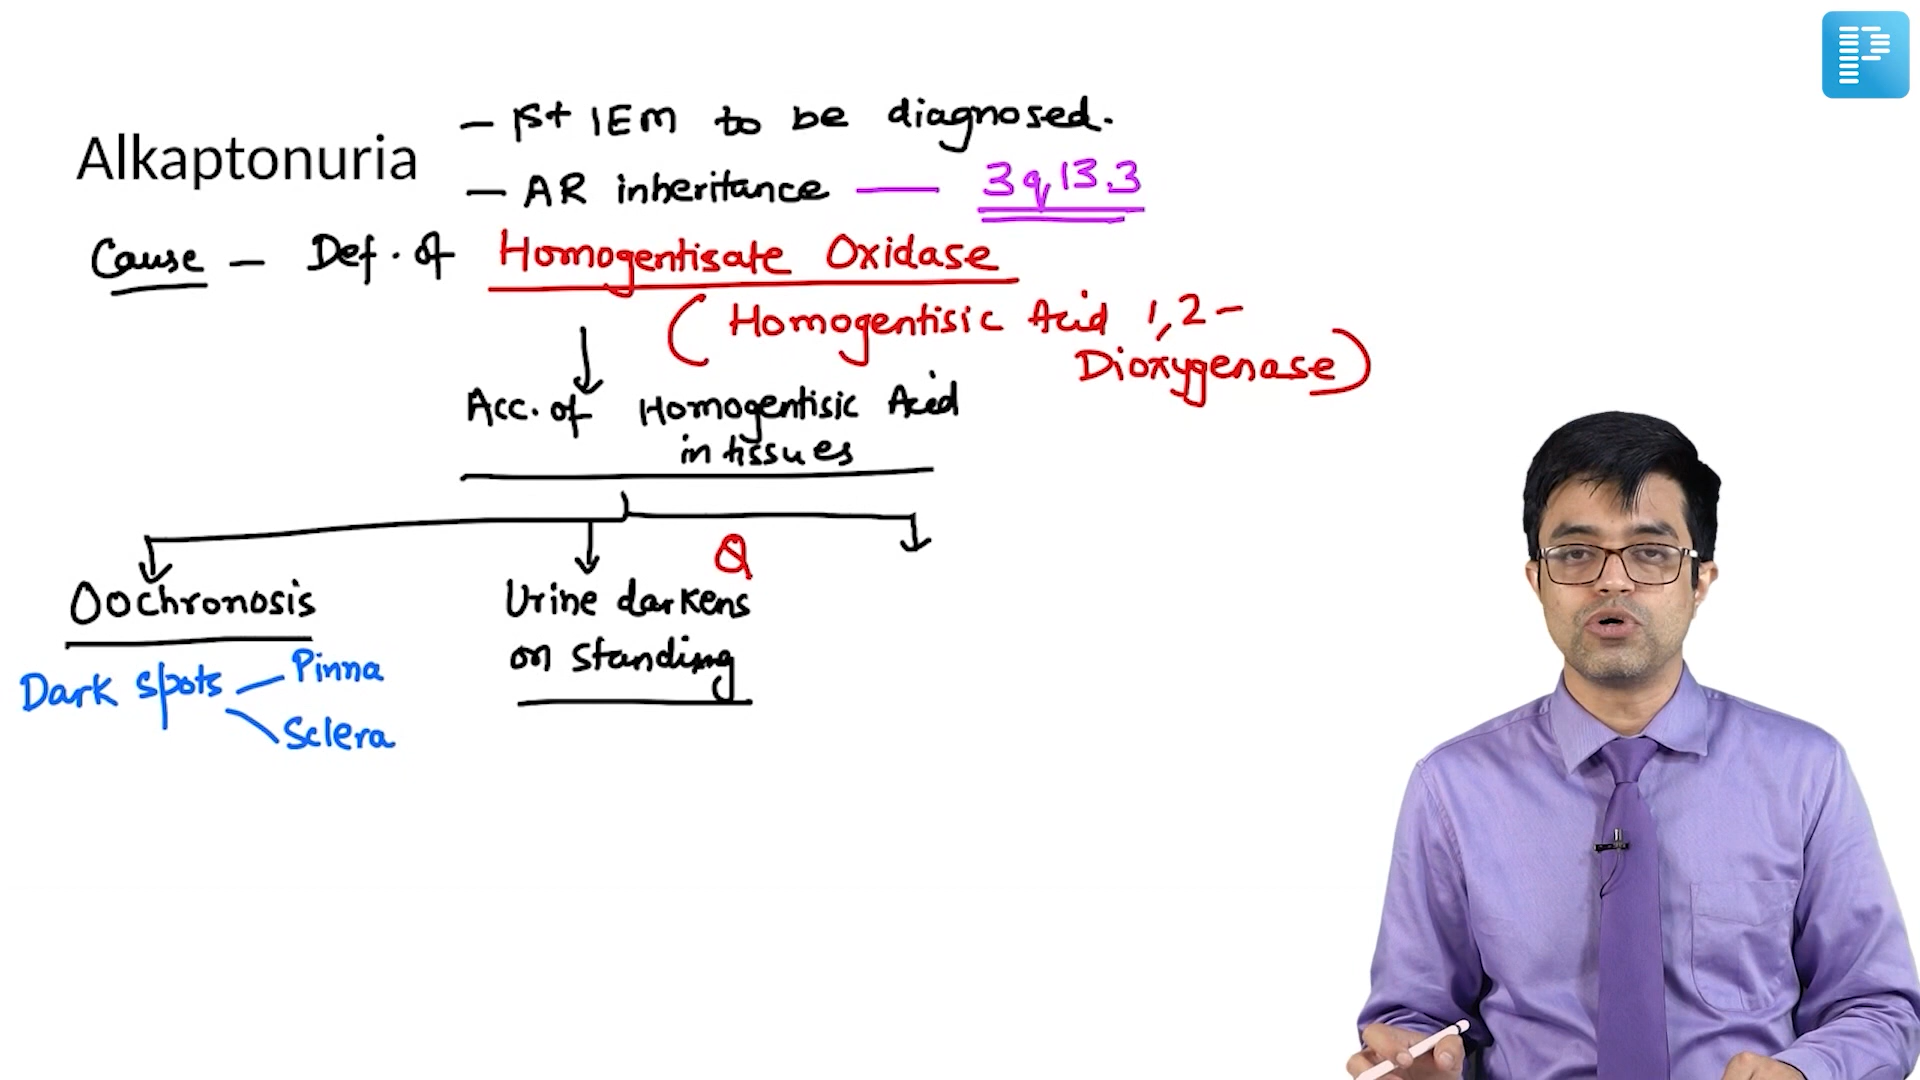 Alkaptonuria
– 1st IEM to be diagnosed.
– AR inheritance — 3q13.3
Cause – Def. of Homogentisate Oxidase
(Homogentisic Acid 1,2-
Dioxygenase)
Acc. of Homogentisic Acid
in tissues
Oochronosis
Dark spots
Pinna
Sclera
Q
Urine darkens
on standing
P